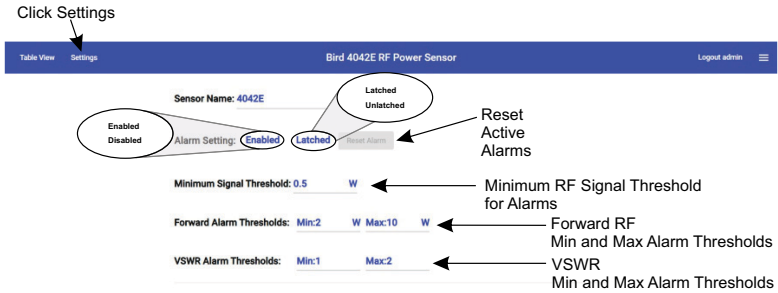 Click Settings
Table View Settings Bird 4042E RF Power Sensor Logout admin
Sensor Name: 4042E
Latched
Unlatched
Enabled
Disabled
Alarm Setting: Enabled Latched Reset Alarm
Reset
Active
Alarms
Minimum Signal Threshold: 0.5 W
Minimum RF Signal Threshold
for Alarms
Forward Alarm Thresholds: Min:2 W Max:10 W
Forward RF
Min and Max Alarm Thresholds
VSWR Alarm Thresholds: Min:1 Max:2
VSWR
Min and Max Alarm Thresholds